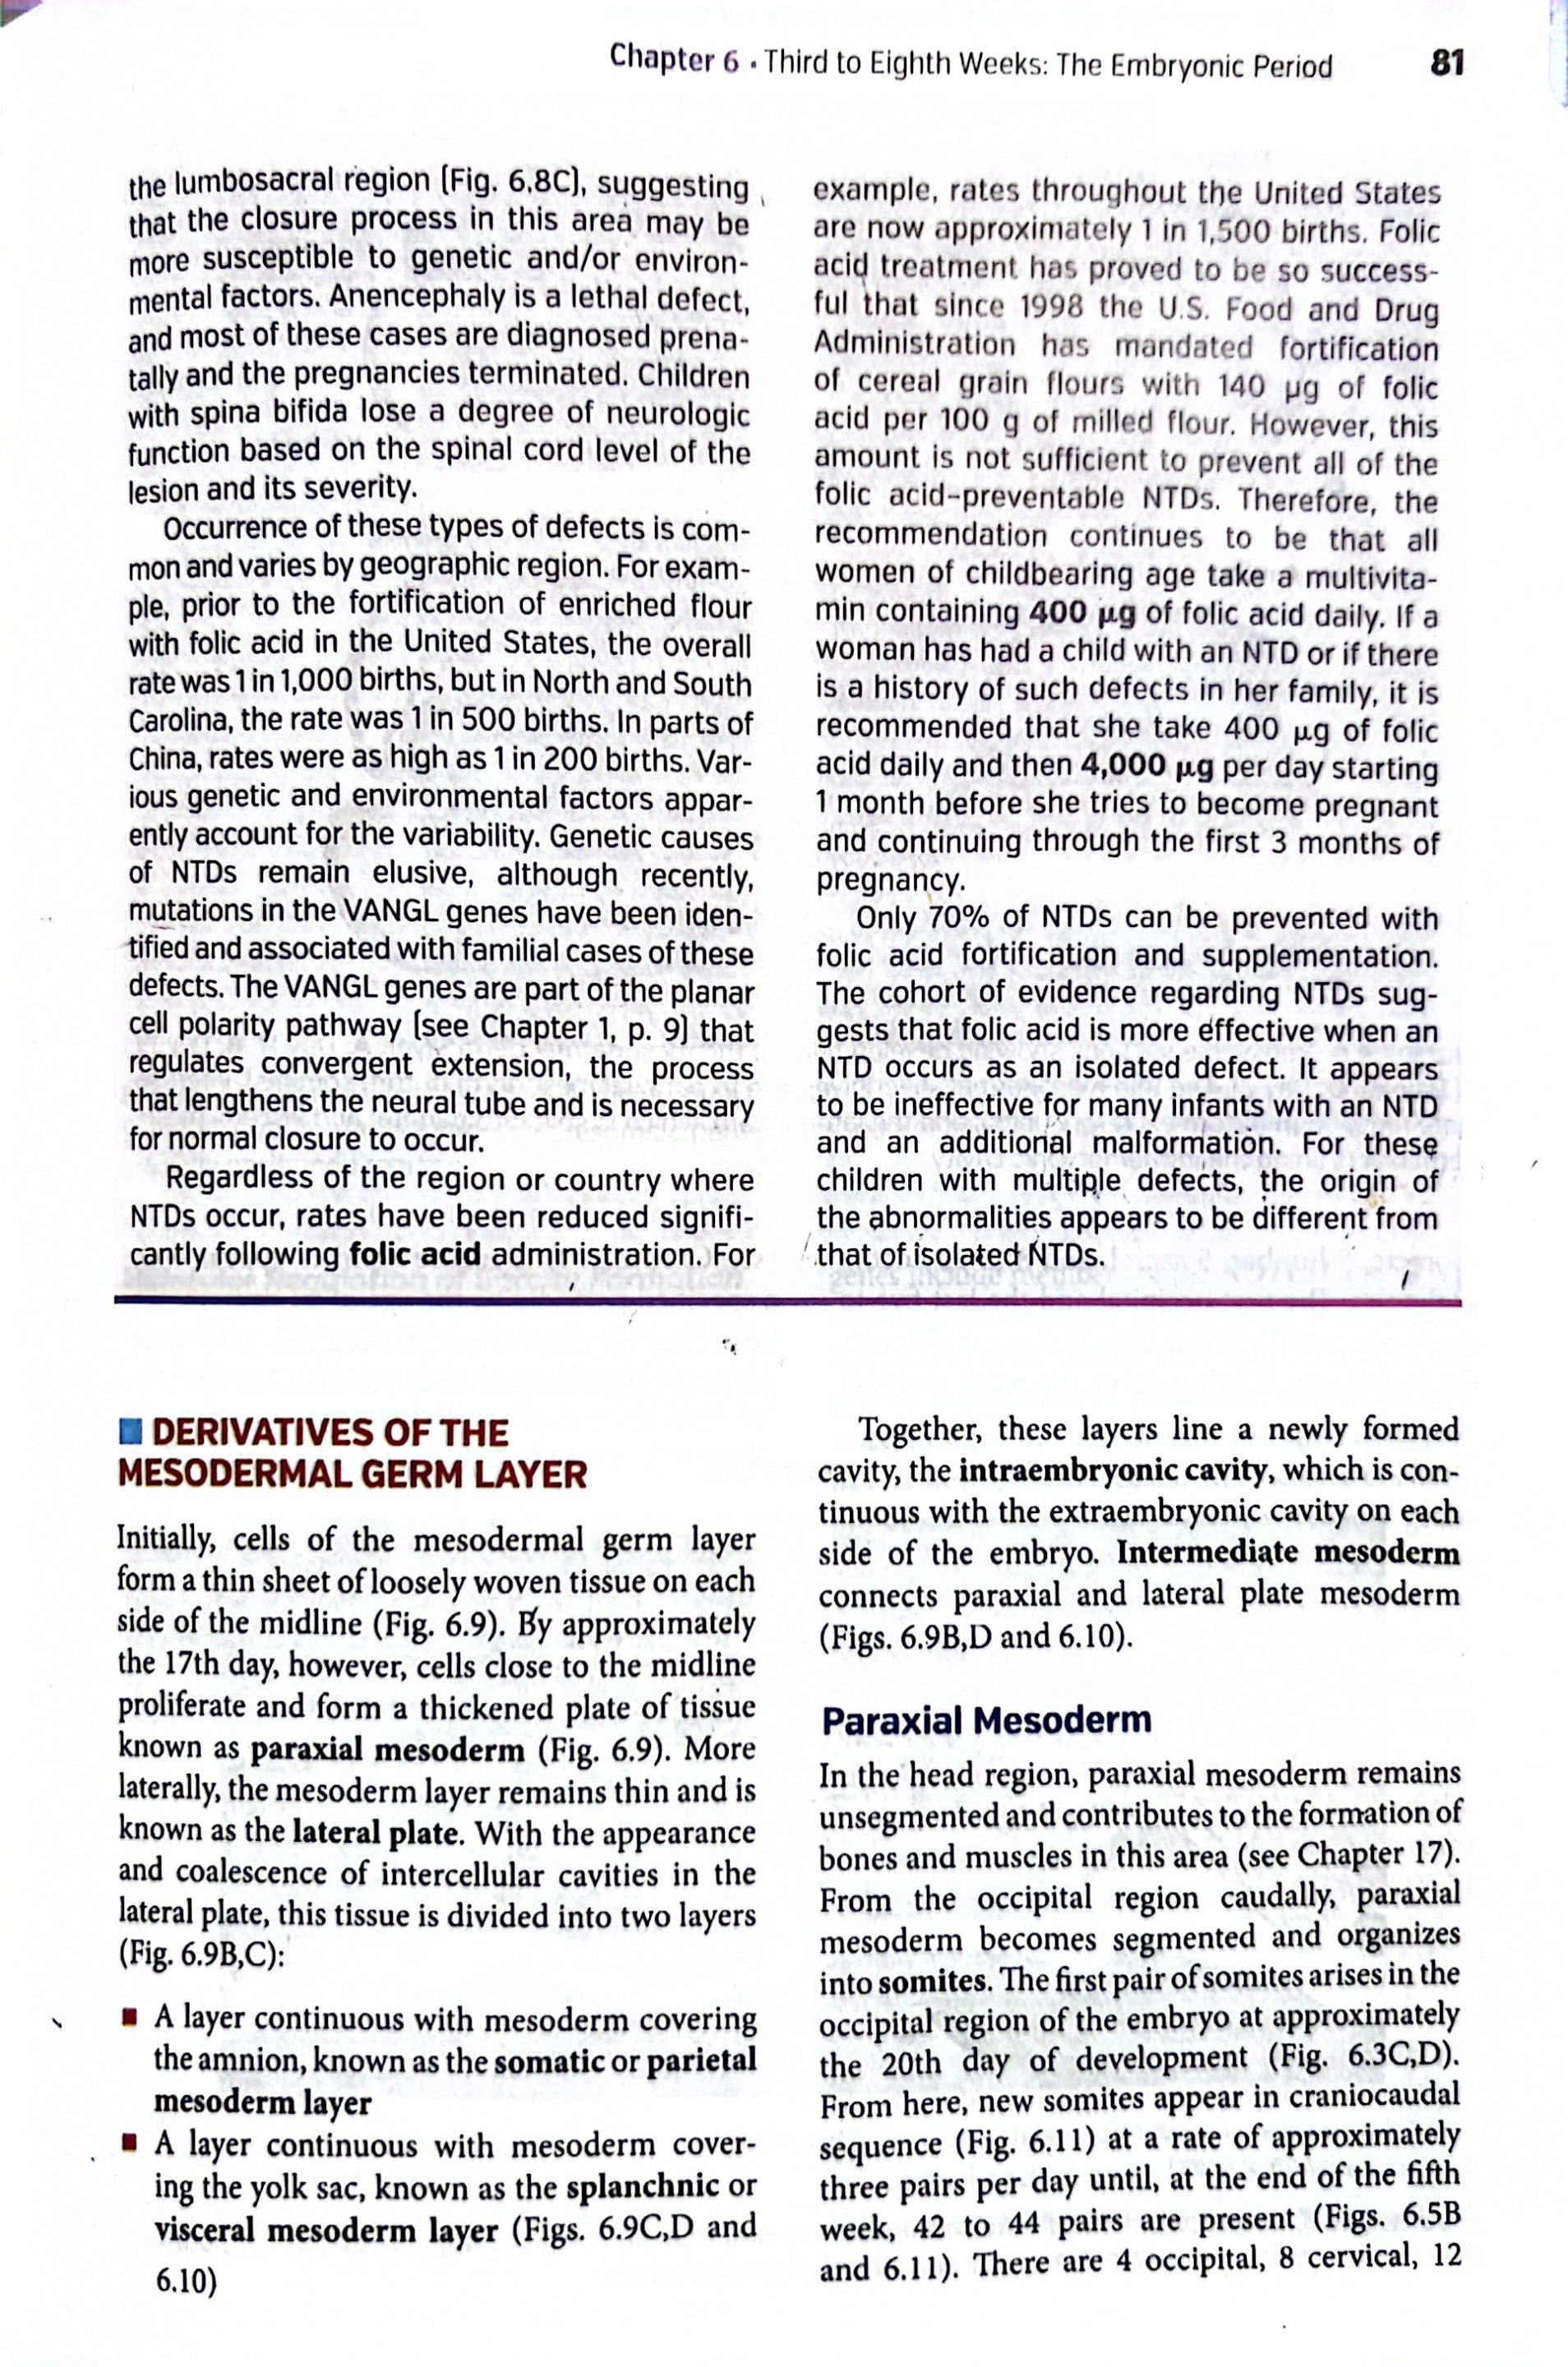 Chapter 6 • Third to Eighth Weeks: The Embryonic Period 81
the lumbosacral region (Fig. 6.8C), suggesting
that the closure process in this area may be
more susceptible to genetic and/or environ-
mental factors. Anencephaly is a lethal defect,
and most of these cases are diagnosed prena-
tally and the pregnancies terminated. Children
with spina bifida lose a degree of neurologic
function based on the spinal cord level of the
lesion and its severity.
Occurrence of these types of defects is com-
mon and varies by geographic region. For exam-
ple, prior to the fortification of enriched flour
with folic acid in the United States, the overall
rate was 1 in 1,000 births, but in North and South
Carolina, the rate was 1 in 500 births. In parts of
China, rates were as high as 1 in 200 births. Var-
ious genetic and environmental factors appar-
ently account for the variability. Genetic causes
of NTDs remain elusive, although recently,
mutations in the VANGL genes have been iden-
tified and associated with familial cases of these
defects. The VANGL genes are part of the planar
cell polarity pathway (see Chapter 1, p. 9) that
regulates convergent extension, the process
that lengthens the neural tube and is necessary
for normal closure to occur.
Regardless of the region or country where
NTDs occur, rates have been reduced signifi-
cantly following folic acid administration. For
example, rates throughout the United States
are now approximately 1 in 1,500 births. Folic
acid treatment has proved to be so success-
ful that since 1998 the U.S. Food and Drug
Administration has mandated fortification
of cereal grain flours with 140 µg of folic
acid per 100 g of milled flour. However, this
amount is not sufficient to prevent all of the
folic acid-preventable NTDs. Therefore, the
recommendation continues to be that all
women of childbearing age take a multivita-
min containing 400 µg of folic acid daily. If a
woman has had a child with an NTD or if there
is a history of such defects in her family, it is
recommended that she take 400 µg of folic
acid daily and then 4,000 µg per day starting
1 month before she tries to become pregnant
and continuing through the first 3 months of
pregnancy.
Only 70% of NTDs can be prevented with
folic acid fortification and supplementation.
The cohort of evidence regarding NTDs sug-
gests that folic acid is more effective when an
NTD occurs as an isolated defect. It appears
to be ineffective for many infants with an NTD
and an additional malformation. For these
children with multiple defects, the origin of
the abnormalities appears to be different from
that of isolated NTDs.
DERIVATIVES OF THE
MESODERMAL GERM LAYER
Initially, cells of the mesodermal germ layer
form a thin sheet of loosely woven tissue on each
side of the midline (Fig. 6.9). By approximately
the 17th day, however, cells close to the midline
proliferate and form a thickened plate of tissue
known as paraxial mesoderm (Fig. 6.9). More
laterally, the mesoderm layer remains thin and is
known as the lateral plate. With the appearance
and coalescence of intercellular cavities in the
lateral plate, this tissue is divided into two layers
(Fig. 6.9B,C):
■ A layer continuous with mesoderm covering
the amnion, known as the somatic or parietal
mesoderm layer
■ A layer continuous with mesoderm cover-
ing the yolk sac, known as the splanchnic or
visceral mesoderm layer (Figs. 6.9C,D and
6.10)
Together, these layers line a newly formed
cavity, the intraembryonic cavity, which is con-
tinuous with the extraembryonic cavity on each
side of the embryo. Intermediate mesoderm
connects paraxial and lateral plate mesoderm
(Figs. 6.9B,D and 6.10).
Paraxial Mesoderm
In the head region, paraxial mesoderm remains
unsegmented and contributes to the formation of
bones and muscles in this area (see Chapter 17).
From the occipital region caudally, paraxial
mesoderm becomes segmented and organizes
into somites. The first pair of somites arises in the
occipital region of the embryo at approximately
the 20th day of development (Fig. 6.3C,D).
From here, new somites appear in craniocaudal
sequence (Fig. 6.11) at a rate of approximately
three pairs per day until, at the end of the fifth
week, 42 to 44 pairs are present (Figs. 6.5B
and 6.11). There are 4 occipital, 8 cervical, 12